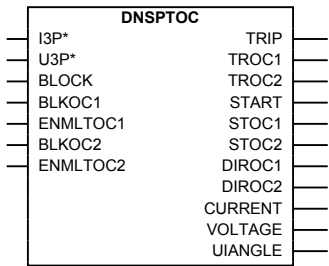 DNSPTOC
I3P* TRIP
U3P* TROC1
BLOCK TROC2
BLKOC1 START
ENMLTOC1 STOC1
BLKOC2 STOC2
ENMLTOC2 DIROC1
DIROC2
CURRENT
VOLTAGE
UIANGLE